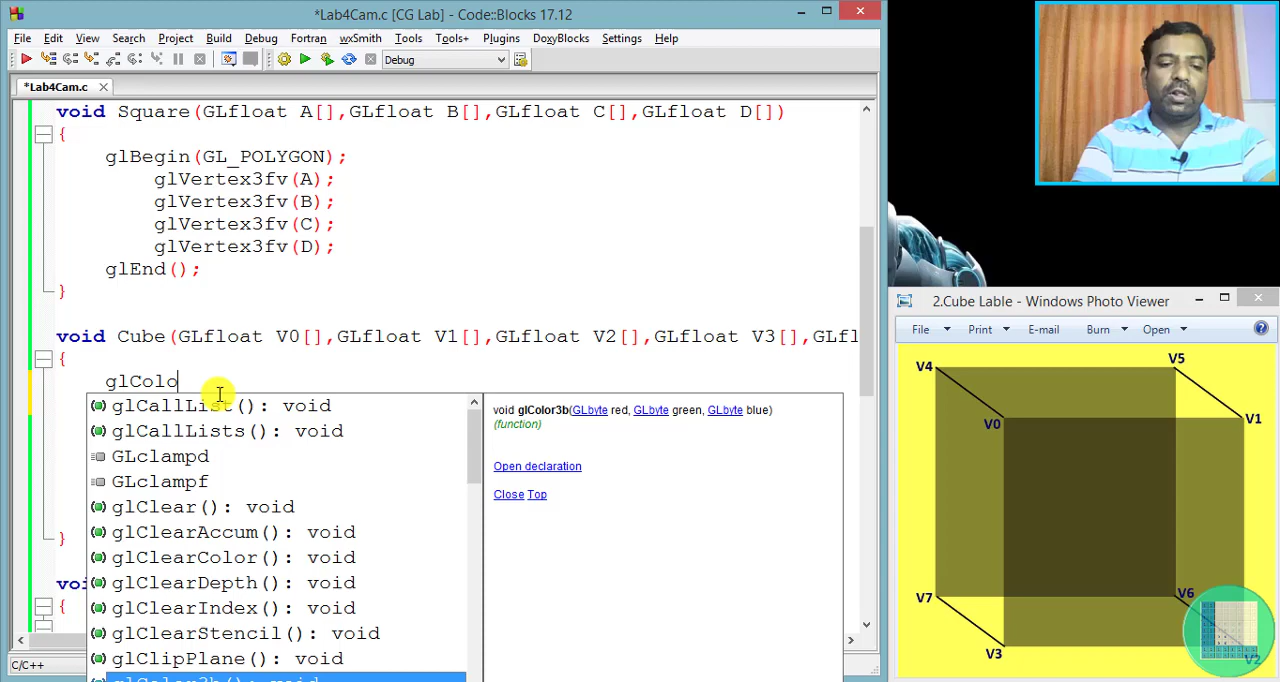 *Lab4Cam.c [CG Lab] - Code::Blocks 17.12
File Edit View Search Project Build Debug Fortran wxSmith Tools Tools+ Plugins DoxyBlocks Settings Help
Debug
*Lab4Cam.c
void Square(GLfloat A[],GLfloat B[],GLfloat C[],GLfloat D[])
{
glBegin(GL_POLYGON);
glVertex3fv(A);
glVertex3fv(B);
glVertex3fv(C);
glVertex3fv(D);
glEnd();
}
void Cube(GLfloat V0[],GLfloat V1[],GLfloat V2[],GLfloat V3[],GLf
{
glColo
glCallList(): void
glCallLists(): void
GLclampd
GLclampf
glClear(): void
glClearAccum(): void
glClearColor(): void
glClearDepth(): void
glClearIndex(): void
glClearStencil(): void
glClipPlane(): void
glColor3b(): void
void glColor3b(GLbyte red, GLbyte green, GLbyte blue)
(function)
Open declaration
Close Top
}
voi
{
C/C++
2.Cube Lable - Windows Photo Viewer
File Print E-mail Burn Open
V4
V5
V0
V1
V7
V6
V3
V2